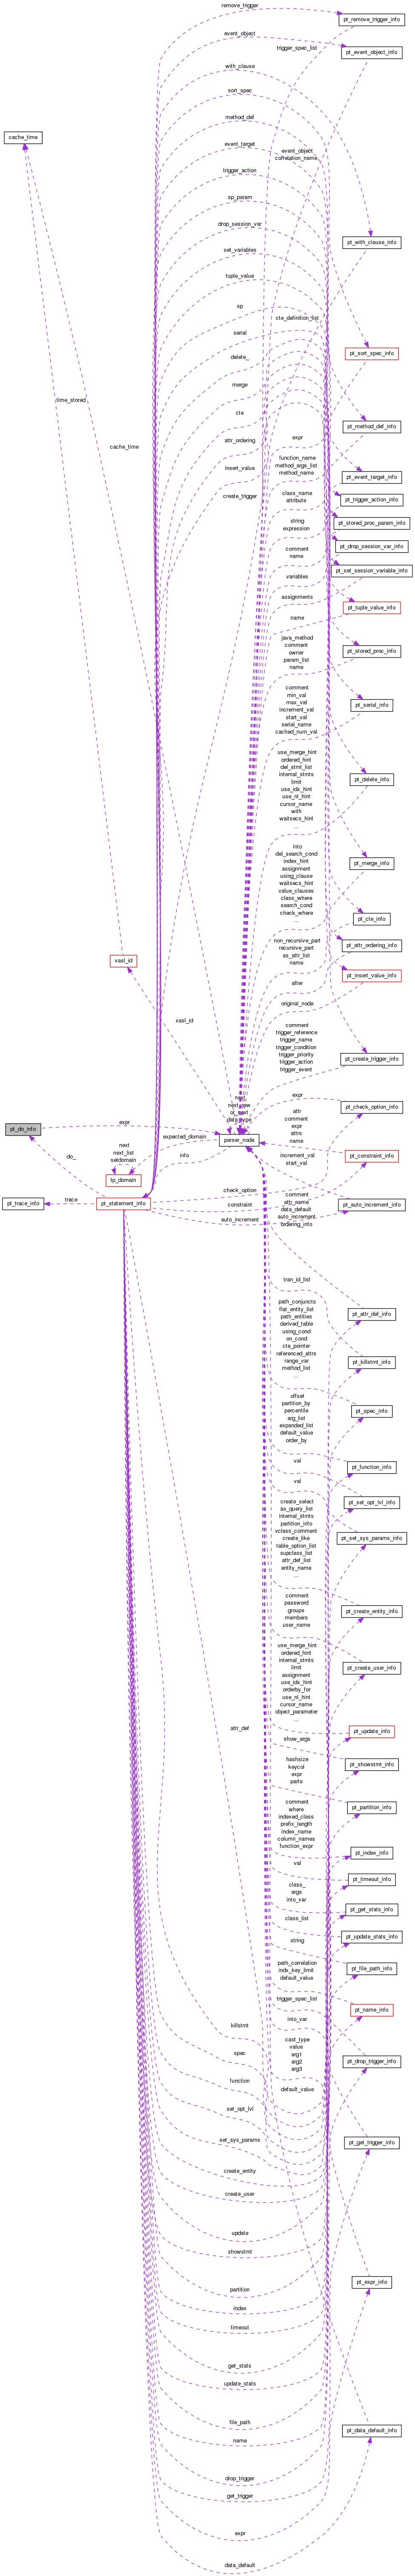 remove_trigger
pt_remove_trigger_info
event_object
trigger_spec_list
pt_event_object_info
with_clause
sort_spec
method_def
cache_time
event_target
event_object
correlation_name
trigger_action
sp_param
drop_session_var
set_variables
pt_with_clause_info
tuple_value
sp
cte_definition_list
serial
delete_
pt_sort_spec_info
merge
time_stored
cte
pt_method_def_info
attr_ordering
expr
cache_time
insert_value
function_name
method_args_list
method_name
pt_event_target_info
create_trigger
class_name
attribute
pt_trigger_action_info
string
expression
pt_stored_proc_param_info
comment
name
pt_drop_session_var_info
variables
pt_set_session_variable_info
assignments
pt_tuple_value_info
name
java_method
comment
owner
param_list
name
pt_stored_proc_info
comment
min_val
max_val
increment_val
start_val
serial_name
cached_num_val
pt_serial_info
use_merge_hint
ordered_hint
del_stmt_list
internal_stmts
limit
use_idx_hint
use_nl_hint
cursor_name
with
waitsecs_hint
...
pt_delete_info
into
del_search_cond
index_hint
assignment
using_clause
waitsecs_hint
value_clauses
class_where
search_cond
check_where
...
pt_merge_info
pt_cte_info
non_recursive_part
recursive_part
as_attr_list
name
pt_attr_ordering_info
xasl_id
after
pt_insert_value_info
original_node
xasl_id
comment
trigger_reference
trigger_name
trigger_condition
trigger_priority
trigger_action
trigger_event
pt_create_trigger_info
next
next_row
or_next
data_type
expr
pt_check_option_info
pt_do_info
expr
attr
comment
expr
attrs
name
parser_node
expected_domain
next
next_list
setdomain
info
increment_val
start_val
pt_constraint_info
do_
tp_domain
check_option
pt_trace_info
trace
pt_statement_info
constraint
comment
attr_name
data_default
auto_increment
ordering_info
pt_auto_increment_info
auto_increment
tran_id_list
pt_attr_def_info
path_conjuncts
flat_entity_list
path_entities
derived_table
using_cond
on_cond
cte_pointer
referenced_attrs
range_var
method_list
...
attr_def
pt_killstmt_info
offset
partition_by
percentile
arg_list
expanded_list
default_value
order_by
pt_spec_info
val
pt_function_info
val
pt_set_opt_lvl_info
create_select
as_query_list
internal_stmts
partition_info
vclass_comment
create_like
table_option_list
supclass_list
attr_def_list
entity_name
...
pt_set_sys_params_info
comment
password
groups
members
user_name
pt_create_entity_info
use_merge_hint
ordered_hint
internal_stmts
limit
assignment
use_idx_hint
orderby_for
use_nl_hint
cursor_name
object_parameter
...
pt_create_user_info
pt_update_info
show_args
pt_showstmt_info
hashsize
keycol
expr
parts
pt_partition_info
comment
where
indexed_class
prefix_length
index_name
column_names
function_expr
pt_index_info
val
pt_timeout_info
class_
args
into_var
pt_get_stats_info
class_list
pt_update_stats_info
string
pt_file_path_info
path_correlation
indx_key_limit
default_value
trigger_spec_list
pt_name_info
into_var
killstmt
cast_type
value
arg1
arg2
arg3
pt_drop_trigger_info
spec
function
default_value
set_opt_lvl
set_sys_params
pt_get_trigger_info
create_entity
create_user
update
showstmt
pt_expr_info
partition
index
timeout
get_stats
update_stats
pt_data_default_info
file_path
name
drop_trigger
get_trigger
expr
data_default